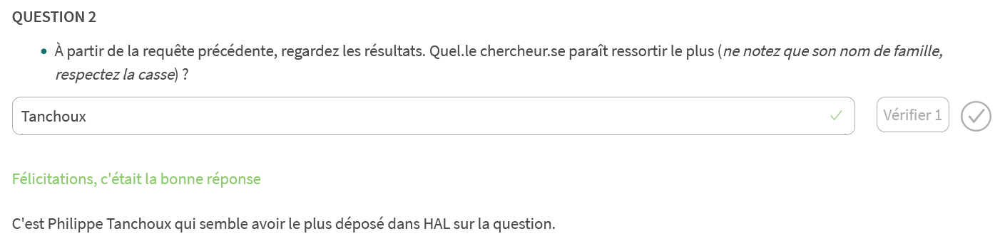 QUESTION 2
• À partir de la requête précédente, regardez les résultats. Quel.le chercheur.se paraît ressortir le plus (ne notez que son nom de famille,
respectez la casse) ?
Tanchoux
Vérifier 1
Félicitations, c'était la bonne réponse
C'est Philippe Tanchoux qui semble avoir le plus déposé dans HAL sur la question.